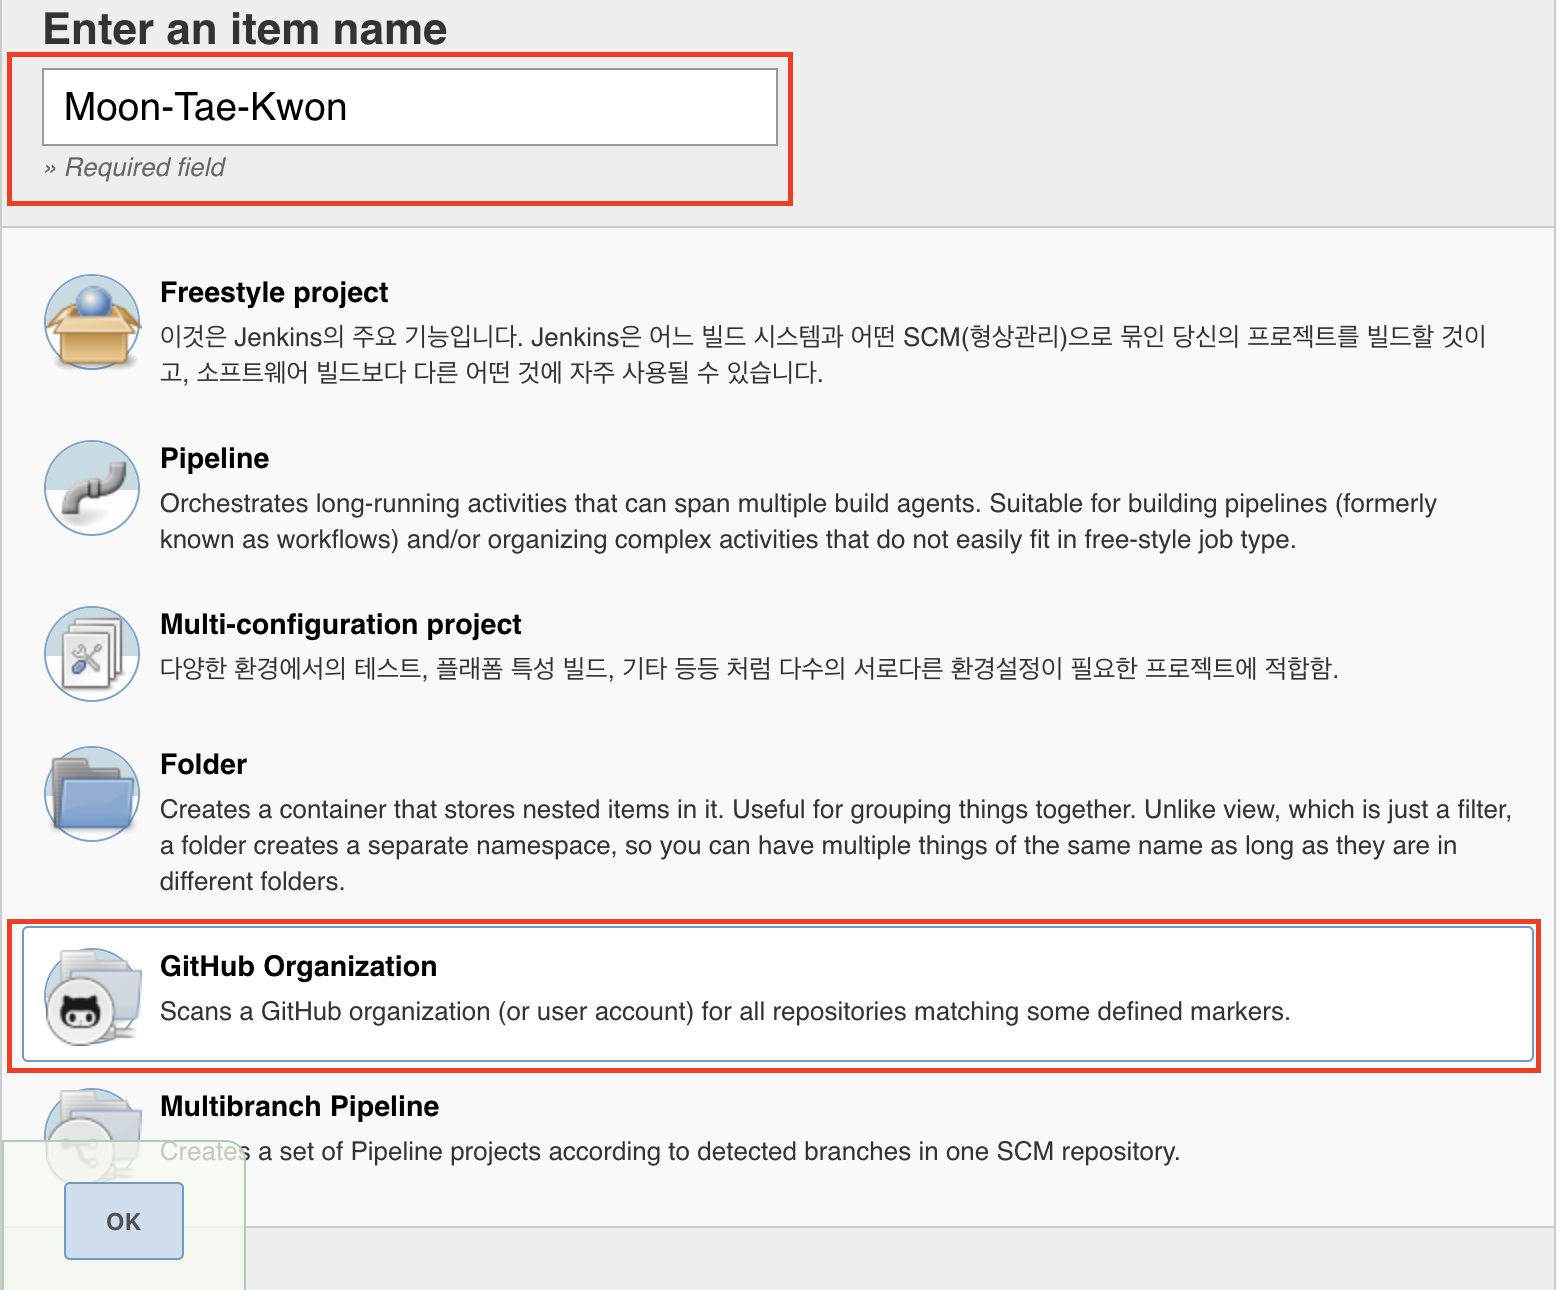 Enter an item name
Moon-Tae-Kwon
» Required field
Freestyle project
이것은 Jenkins의 주요 기능입니다. Jenkins은 어느 빌드 시스템과 어떤 SCM(형상관리)으로 묶인 당신의 프로젝트를 빌드할 것이
고, 소프트웨어 빌드보다 다른 어떤 것에 자주 사용될 수 있습니다.
Pipeline
Orchestrates long-running activities that can span multiple build agents. Suitable for building pipelines (formerly
known as workflows) and/or organizing complex activities that do not easily fit in free-style job type.
Multi-configuration project
다양한 환경에서의 테스트, 플래폼 특성 빌드, 기타 등등 처럼 다수의 서로다른 환경설정이 필요한 프로젝트에 적합함.
Folder
Creates a container that stores nested items in it. Useful for grouping things together. Unlike view, which is just a filter,
a folder creates a separate namespace, so you can have multiple things of the same name as long as they are in
different folders.
GitHub Organization
Scans a GitHub organization (or user account) for all repositories matching some defined markers.
Multibranch Pipeline
Creates a set of Pipeline projects according to detected branches in one SCM repository.
OK